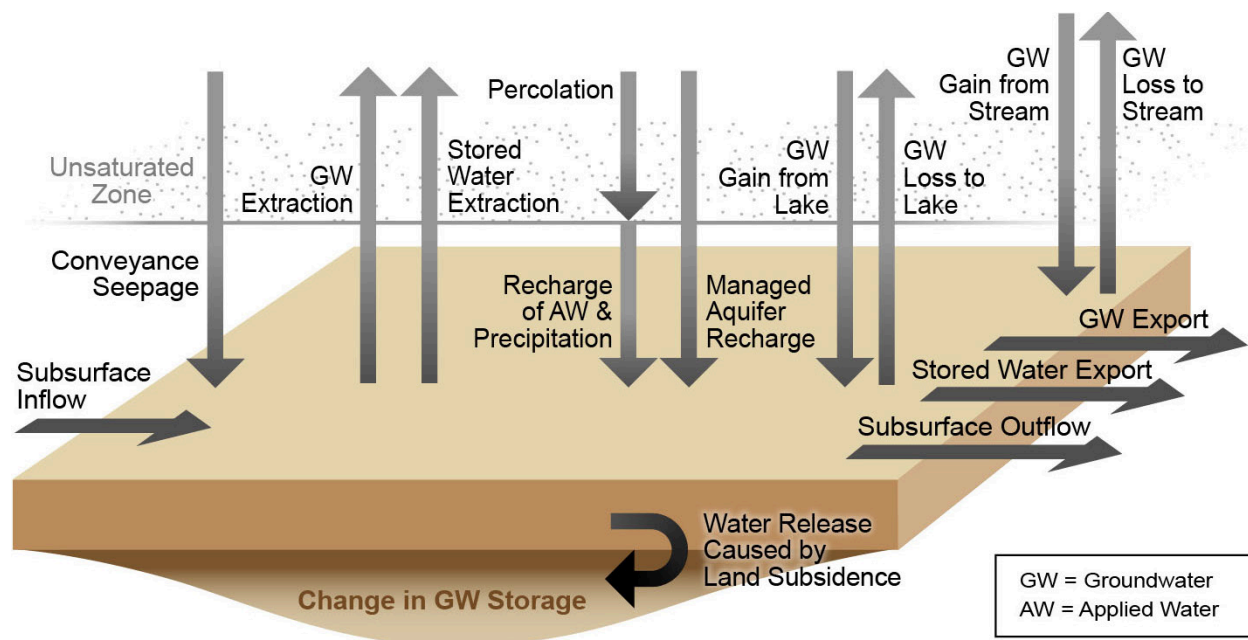 GW
Gain from
Stream
GW
Loss to
Stream
Percolation
Unsaturated
Zone
GW
Extraction
Stored
Water
Extraction
GW
Gain from
Lake
GW
Loss to
Lake
Conveyance
Seepage
Recharge
of AW &
Precipitation
Managed
Aquifer
Recharge
GW Export
Subsurface
Inflow
Stored Water Export
Subsurface Outflow
Water Release
Caused by
Land Subsidence
Change in GW Storage
GW = Groundwater
AW = Applied Water